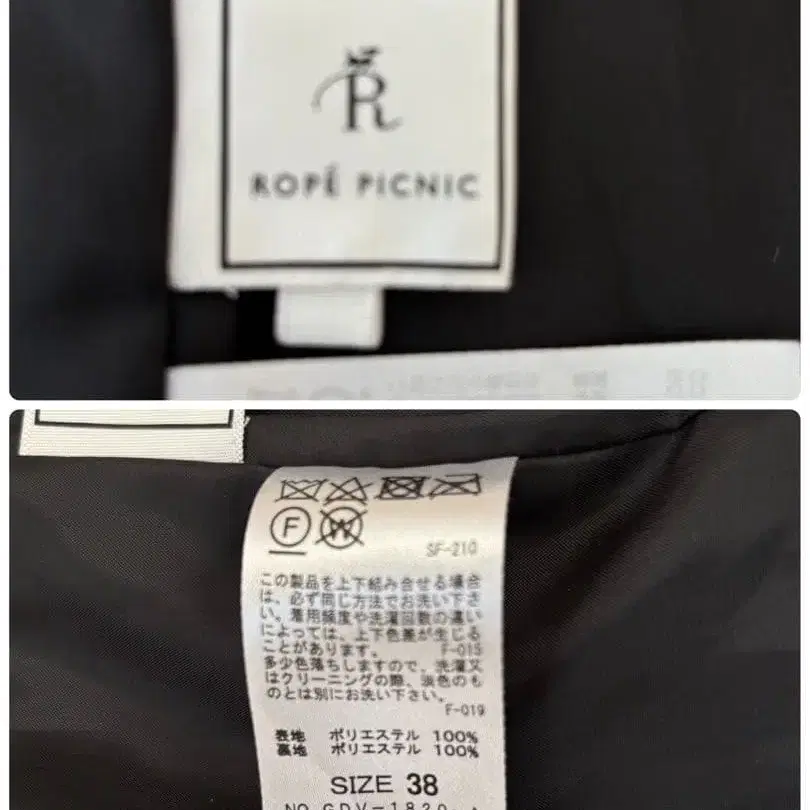 R
ROPÉ PICNIC
F
W
SF-210
この製品を上下組み合せる場合
は、必ず同じ方法でお洗い下さ
い。着用頻度や洗濯回数の違い
によっては、上下色差が生じる
ことがあります。 F-015
多少色落ちしますので、洗濯又
はクリーニングの際、淡色のも
のとは別にお洗い下さい。
F-019
表地 ポリエステル 100%
裏地 ポリエステル 100%
SIZE 38
NO GDV-1820